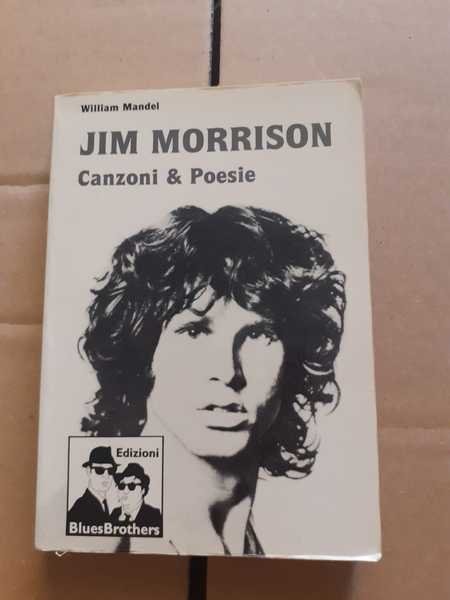 William Mandel
JIM MORRISON
Canzoni & Poesie
Edizioni
BluesBrothers